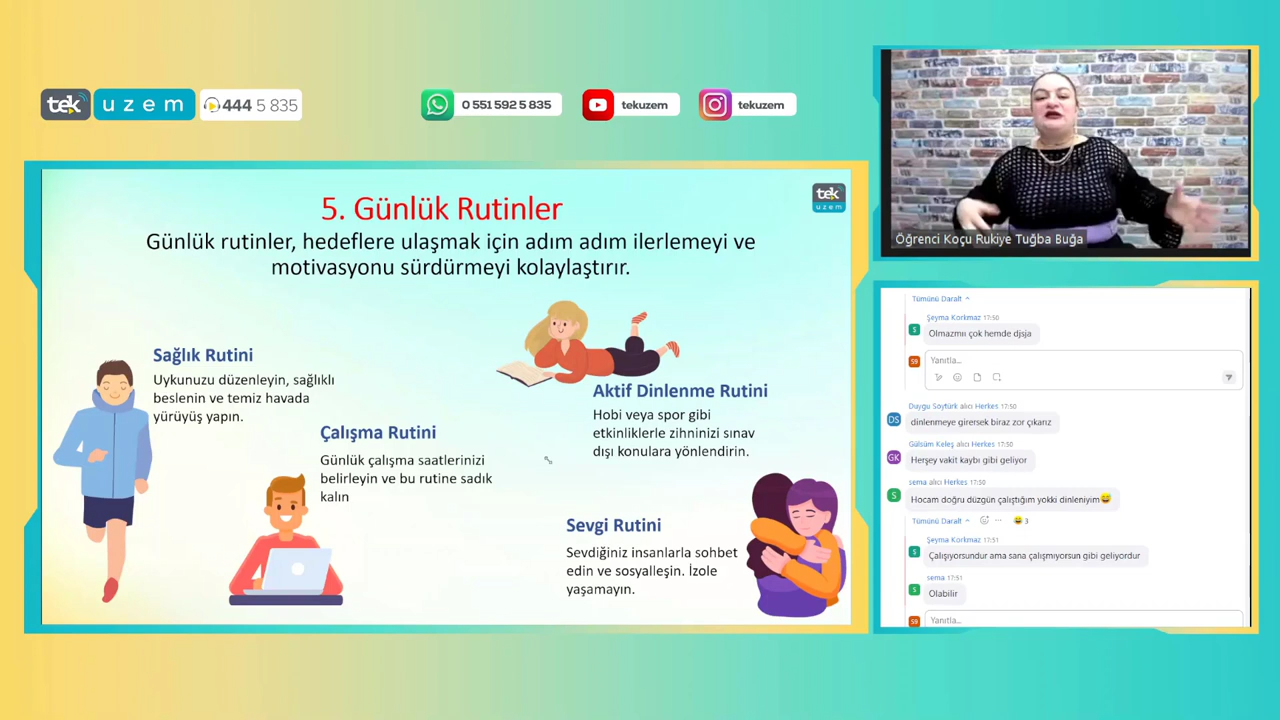 tek uzem 444 5 835
0 551 592 5 835
tekuzem
tekuzem
5. Günlük Rutinler
tek
uzem
Günlük rutinler, hedeflere ulaşmak için adım adım ilerlemeyi ve
motivasyonu sürdürmeyi kolaylaştırır.
Sağlık Rutini
Uykunuzu düzenleyin, sağlıklı
beslenin ve temiz havada
yürüyüş yapın.
Çalışma Rutini
Günlük çalışma saatlerinizi
belirleyin ve bu rutine sadık
kalın
Aktif Dinlenme Rutini
Hobi veya spor gibi
etkinliklerle zihninizi sınav
dışı konulara yönlendirin.
Sevgi Rutini
Sevdiğiniz insanlarla sohbet
edin ve sosyalleşin. İzole
yaşamayın.
Öğrenci Koçu Rukiye Tuğba Buğa
Tümünü Daralt
Şeyma Korkmaz 17:50
S
Olmazmıı çok hemde djsja
S9
Yanıtla...
Duygu Soytürk alıcı Herkes 17:50
DS
dinlenmeye girersek biraz zor çıkarız
Gülsüm Keleş alıcı Herkes 17:50
GK
Herşey vakit kaybı gibi geliyor
sema alıcı Herkes 17:50
S
Hocam doğru düzgün çalıştığım yokki dinleniyim😅
Tümünü Daralt 😅 3
Şeyma Korkmaz 17:51
S
Çalışıyorsundur ama sana çalışmıyorsun gibi geliyordur
sema 17:51
S
Olabilir
S9
Yanıtla...